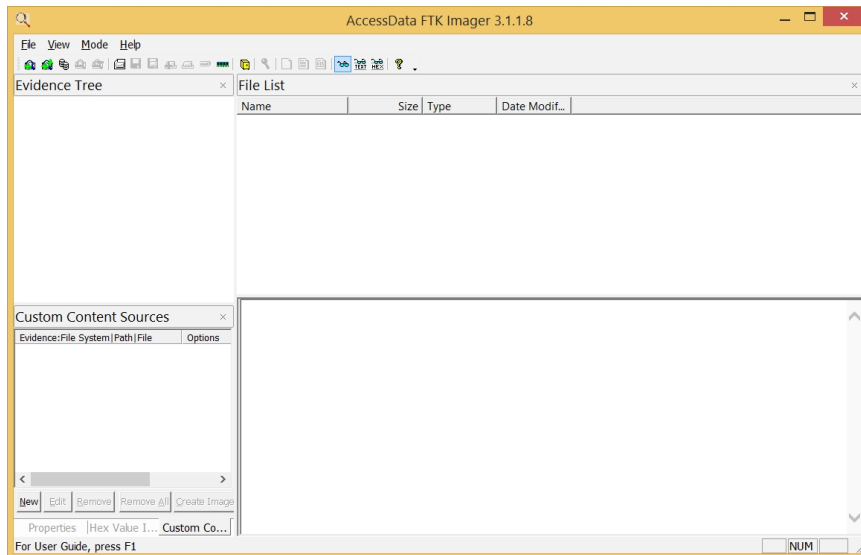 AccessData FTK Imager 3.1.1.8
File View Mode Help
TEXT HEX
Evidence Tree
File List
Name Size Type Date Modif...
Custom Content Sources
Evidence:File System|Path|File Options
New Edit Remove Remove All Create Image
Properties Hex Value I... Custom Co...
For User Guide, press F1
NUM